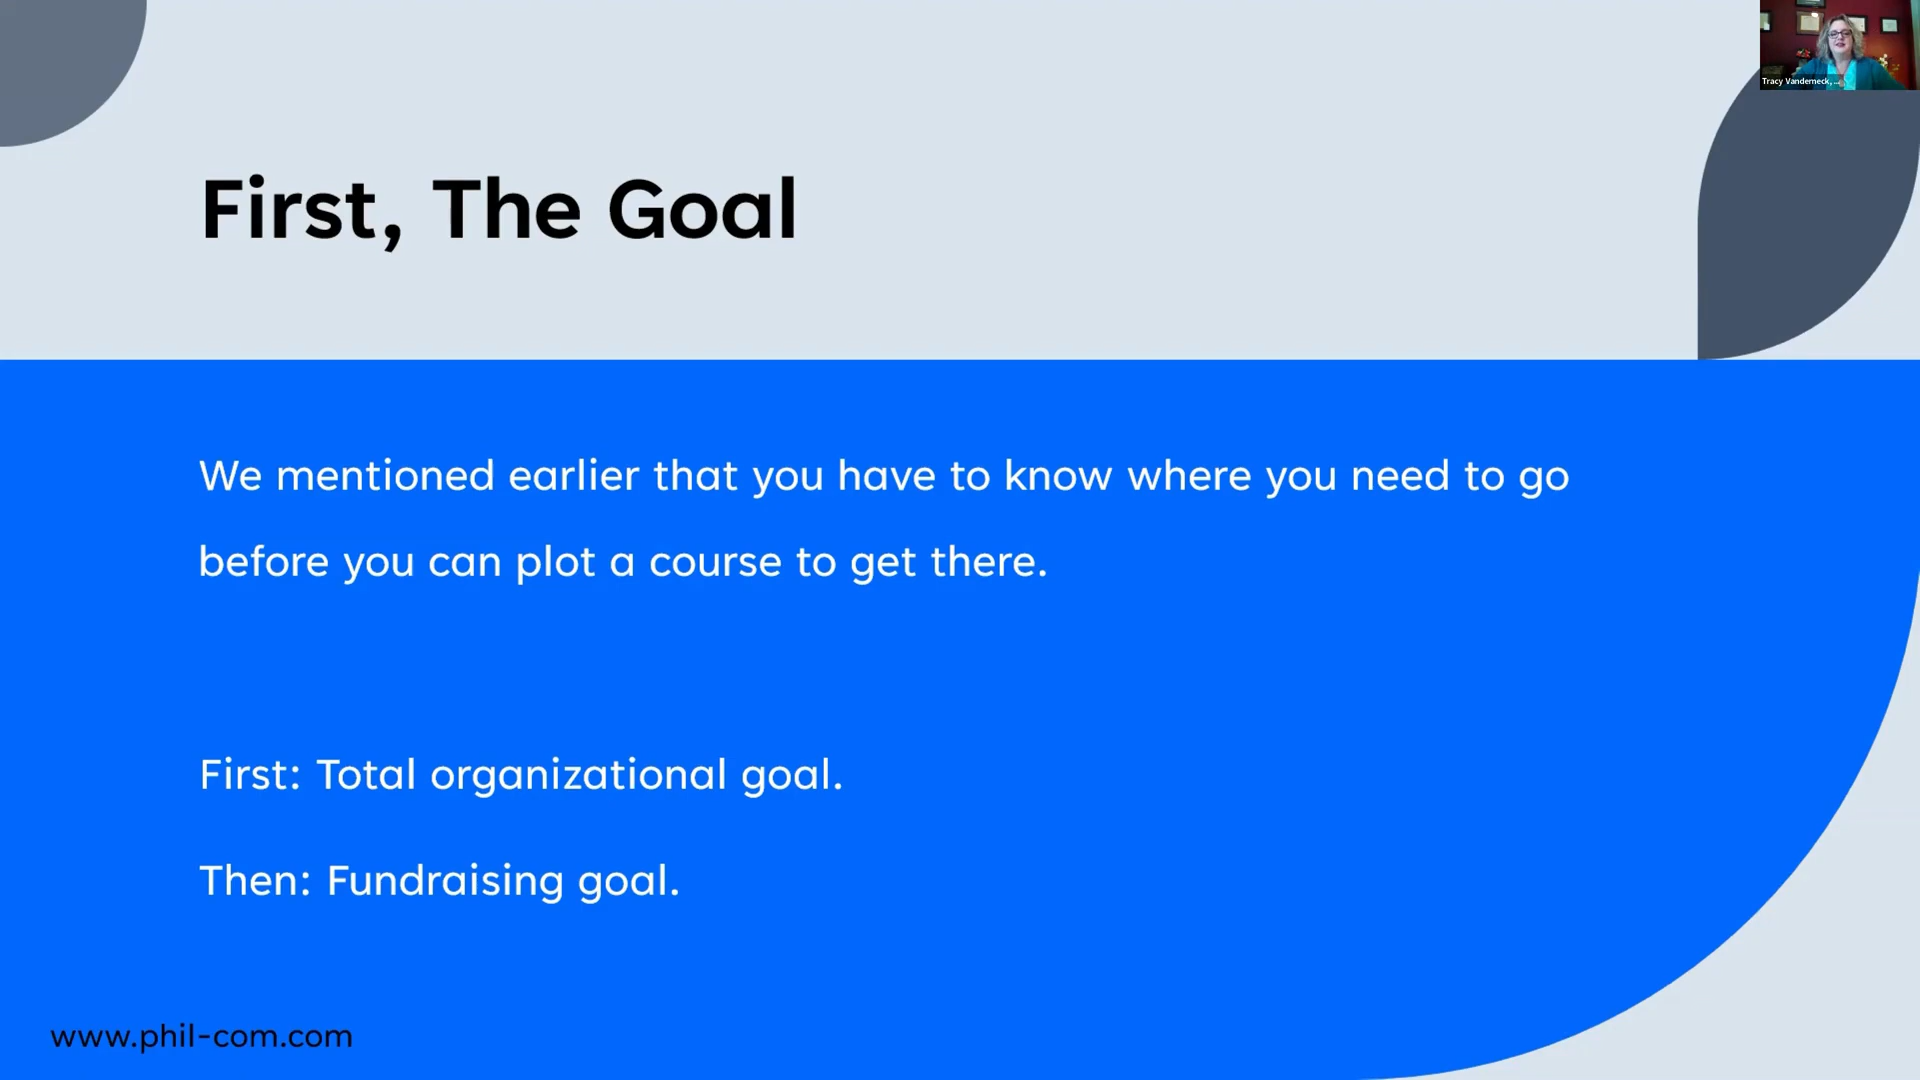 Tracy Vanderneck, ...
First, The Goal
We mentioned earlier that you have to know where you need to go
before you can plot a course to get there.
First: Total organizational goal.
Then: Fundraising goal.
www.phil-com.com